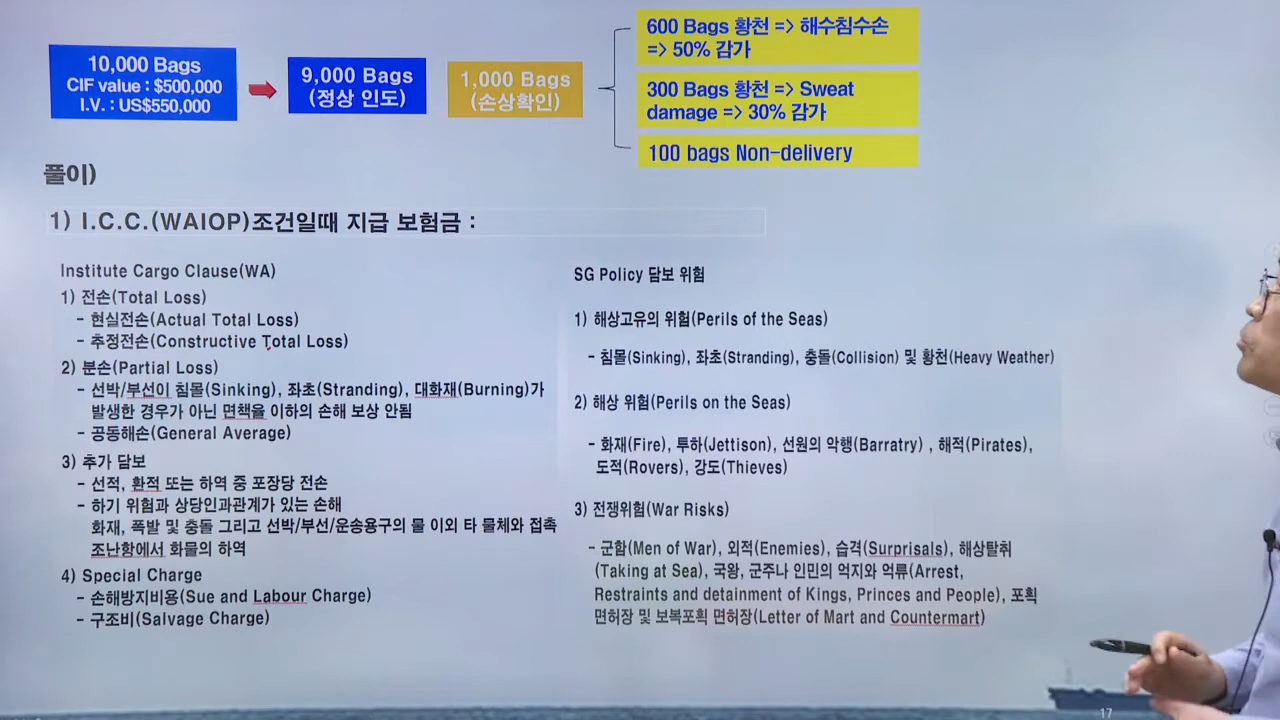 10,000 Bags
CIF value : $500,000
I.V. : US$550,000
9,000 Bags
(정상 인도)
1,000 Bags
(손상확인)
600 Bags 황천 => 해수침수손
=> 50% 감가
300 Bags 황천 => Sweat
damage => 30% 감가
100 bags Non-delivery
풀이)
1) I.C.C.(WAIOP)조건일때 지급 보험금 :
Institute Cargo Clause(WA)
1) 전손(Total Loss)
- 현실전손(Actual Total Loss)
- 추정전손(Constructive Total Loss)
2) 분손(Partial Loss)
- 선박/부선이 침몰(Sinking), 좌초(Stranding), 대화재(Burning)가
발생한 경우가 아닌 면책율 이하의 손해 보상 안됨
- 공동해손(General Average)
3) 추가 담보
- 선적, 환적 또는 하역 중 포장당 전손
- 하기 위험과 상당인과관계가 있는 손해
화재, 폭발 및 충돌 그리고 선박/부선/운송용구의 물 이외 타 물체와 접촉
조난항에서 화물의 하역
4) Special Charge
- 손해방지비용(Sue and Labour Charge)
- 구조비(Salvage Charge)
SG Policy 담보 위험
1) 해상고유의 위험(Perils of the Seas)
- 침몰(Sinking), 좌초(Stranding), 충돌(Collision) 및 황천(Heavy Weather)
2) 해상 위험(Perils on the Seas)
- 화재(Fire), 투하(Jettison), 선원의 악행(Barratry) , 해적(Pirates),
도적(Rovers), 강도(Thieves)
3) 전쟁위험(War Risks)
- 군함(Men of War), 외적(Enemies), 습격(Surprisals), 해상탈취
(Taking at Sea), 국왕, 군주나 인민의 억지와 억류(Arrest,
Restraints and detainment of Kings, Princes and People), 포획
면허장 및 보복포획 면허장(Letter of Mart and Countermart)
17